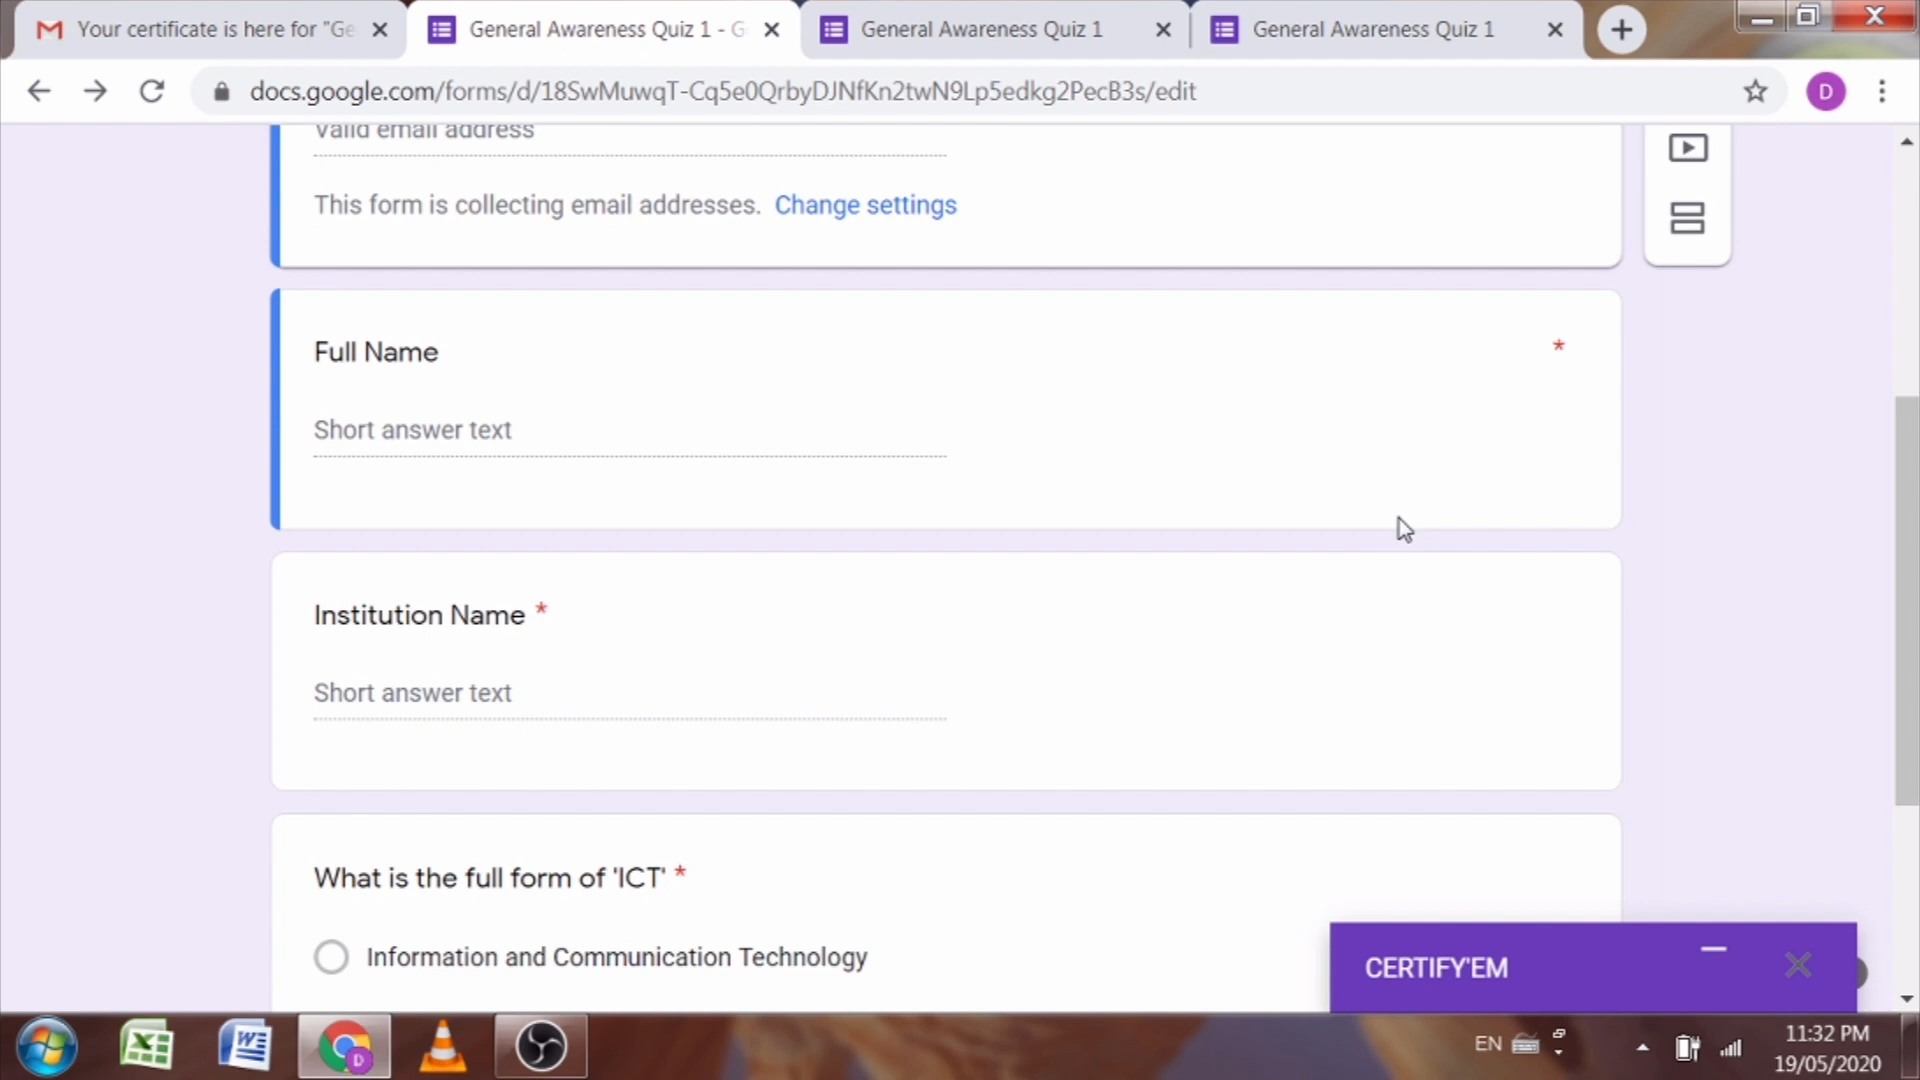 Your certificate is here for "Ge
General Awareness Quiz 1 - G
General Awareness Quiz 1
General Awareness Quiz 1
docs.google.com/forms/d/18SwMuwqT-Cq5e0QrbyDJNfKn2twN9Lp5edkg2PecB3s/edit
D
Valid email address
This form is collecting email addresses. Change settings
Full Name *
Short answer text
Institution Name *
Short answer text
What is the full form of 'ICT' *
Information and Communication Technology
CERTIFY'EM
D
EN
11:32 PM
19/05/2020